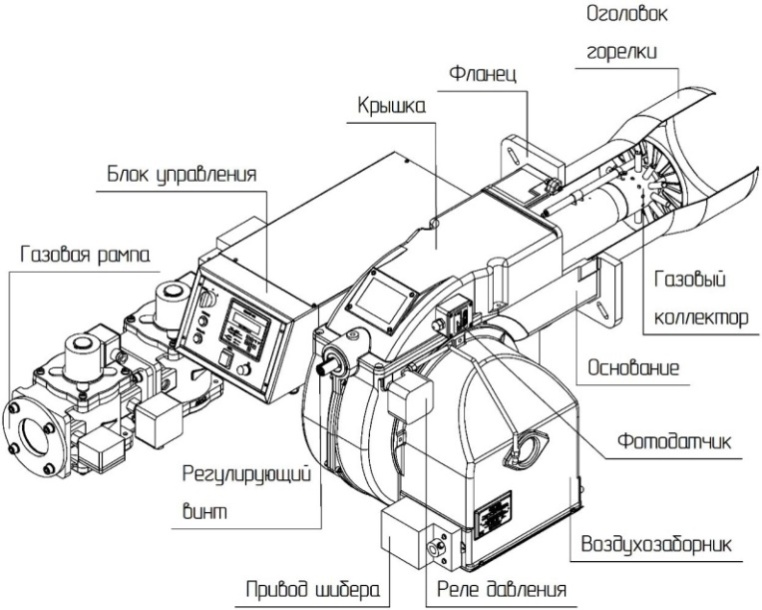 Оголовок
горелки
Фланец
Крышка
Блок управления
Газовая рампа
Газовый
коллектор
Основание
Фотодатчик
Регулирующий
винт
Воздухозаборник
Привод шибера
Реле давления